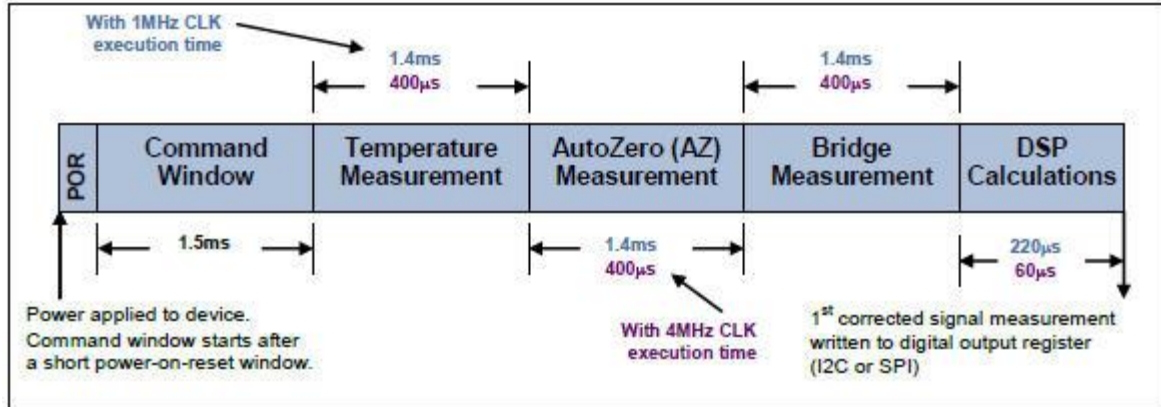 With 1MHz CLK
execution time
1.4ms
400µs
1.4ms
400µs
POR
Command
Window
Temperature
Measurement
AutoZero (AZ)
Measurement
Bridge
Measurement
DSP
Calculations
1.5ms
1.4ms
400µs
220µs
60µs
Power applied to device.
Command window starts after
a short power-on-reset window.
With 4MHz CLK
execution time
1st corrected signal measurement
written to digital output register
(I2C or SPI)